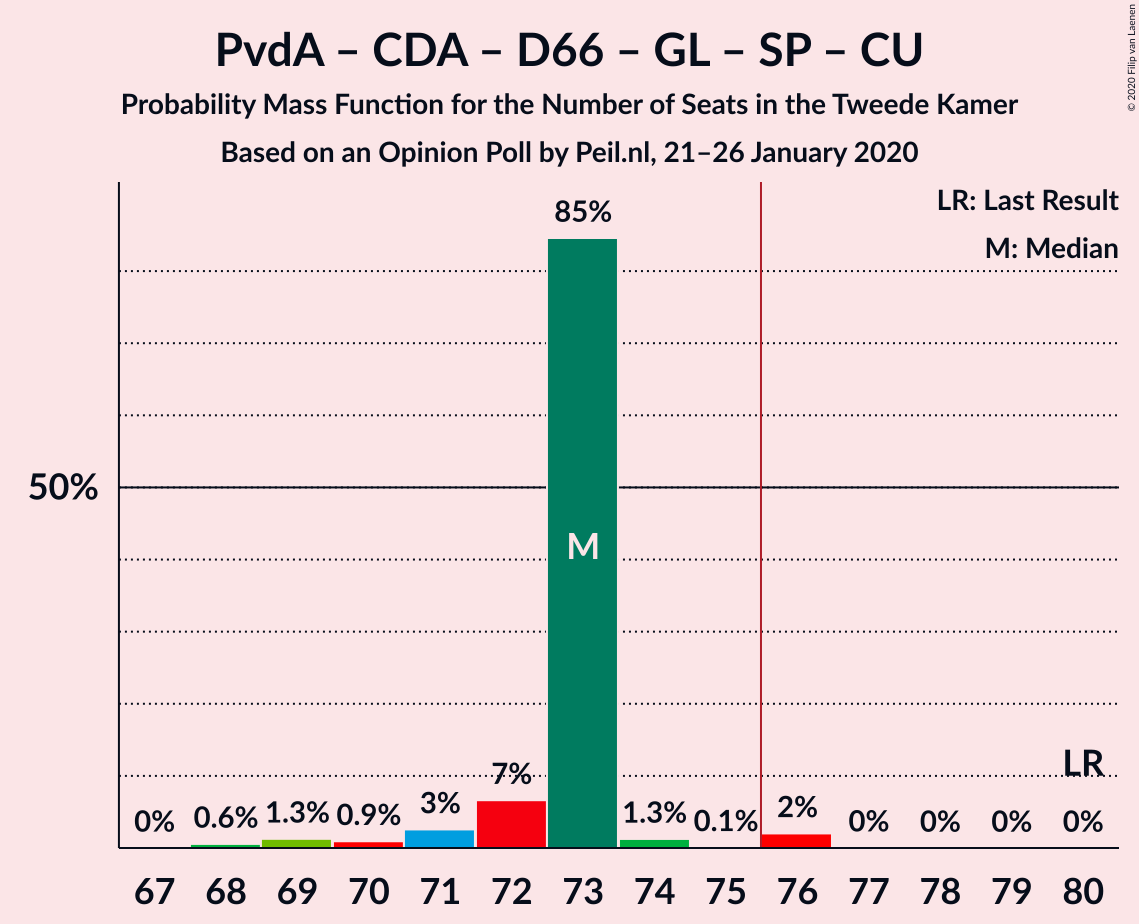 PvdA – CDA – D66 – GL – SP – CU
Probability Mass Function for the Number of Seats in the Tweede Kamer
Based on an Opinion Poll by Peil.nl, 21–26 January 2020
© 2020 Filip van Laenen
LR: Last Result
M: Median
85%
50%
M
LR
0% 0.6% 1.3% 0.9% 3% 7% 1.3% 0.1% 2% 0% 0% 0% 0%
67 68 69 70 71 72 73 74 75 76 77 78 79 80